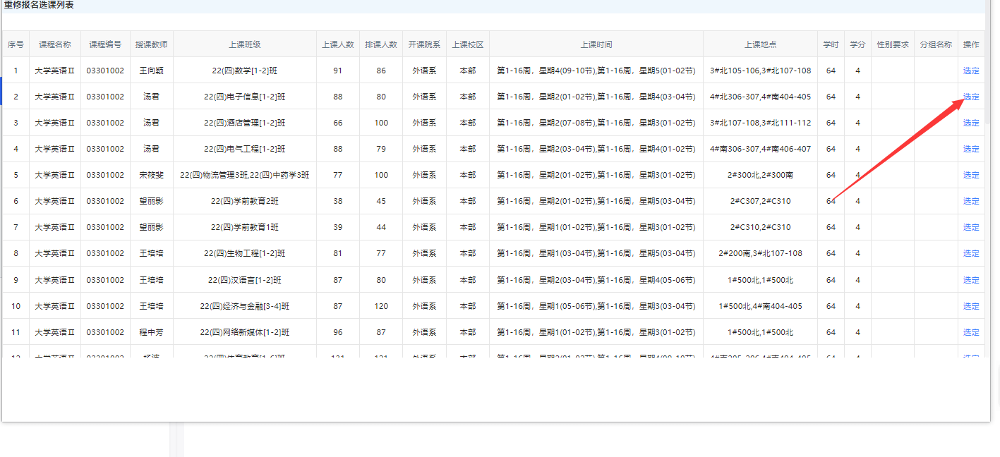 重修报名选课列表
序号 课程名称 课程编号 授课教师 上课班级 上课人数 排课人数 开课院系 上课校区 上课时间 上课地点 学时 学分 性别要求 分组名称 操作
1 大学英语Ⅱ 03301002 王向颖 22(四)数学[1-2]班 91 86 外语系 本部 第1-16周，星期4(09-10节),第1-16周，星期5(01-02节) 3#北105-106,3#北107-108 64 4 选定
2 大学英语Ⅱ 03301002 汤君 22(四)电子信息[1-2]班 88 80 外语系 本部 第1-16周，星期2(01-02节),第1-16周，星期4(03-04节) 4#北306-307,4#南404-405 64 4 选定
3 大学英语Ⅱ 03301002 汤君 22(四)酒店管理[1-2]班 66 100 外语系 本部 第1-16周，星期2(07-08节),第1-16周，星期3(01-02节) 3#北107-108,3#北111-112 64 4 选定
4 大学英语Ⅱ 03301002 汤君 22(四)电气工程[1-2]班 88 79 外语系 本部 第1-16周，星期2(03-04节),第1-16周，星期4(01-02节) 4#南306-307,4#南406-407 64 4 选定
5 大学英语Ⅱ 03301002 宋筱斐 22(四)物流管理3班,22(四)中药学3班 77 100 外语系 本部 第1-16周，星期2(01-02节),第1-16周，星期3(01-02节) 2#300北,2#300南 64 4 选定
6 大学英语Ⅱ 03301002 望丽影 22(四)学前教育2班 38 45 外语系 本部 第1-16周，星期2(01-02节),第1-16周，星期5(03-04节) 2#C307,2#C310 64 4 选定
7 大学英语Ⅱ 03301002 望丽影 22(四)学前教育1班 39 44 外语系 本部 第1-16周，星期1(01-02节),第1-16周，星期3(01-02节) 2#C310,2#C310 64 4 选定
8 大学英语Ⅱ 03301002 王培培 22(四)生物工程[1-2]班 81 77 外语系 本部 第1-16周，星期1(03-04节),第1-16周，星期5(03-04节) 2#200南,3#北107-108 64 4 选定
9 大学英语Ⅱ 03301002 王培培 22(四)汉语言[1-2]班 87 80 外语系 本部 第1-16周，星期2(03-04节),第1-16周，星期4(05-06节) 1#500北,1#500北 64 4 选定
10 大学英语Ⅱ 03301002 王培培 22(四)经济与金融[3-4]班 87 120 外语系 本部 第1-16周，星期1(05-06节),第1-16周，星期3(03-04节) 1#500北,4#南404-405 64 4 选定
11 大学英语Ⅱ 03301002 程中芳 22(四)网络新媒体[1-2]班 96 87 外语系 本部 第1-16周，星期1(01-02节),第1-16周，星期3(01-02节) 1#500北,1#500北 64 4 选定